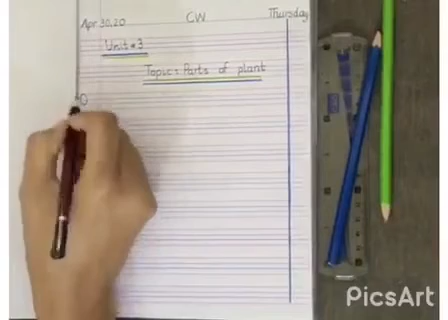 Apr 30,20 CW Thursday
Unit # 3
Topic: Parts of plant
PicsArt